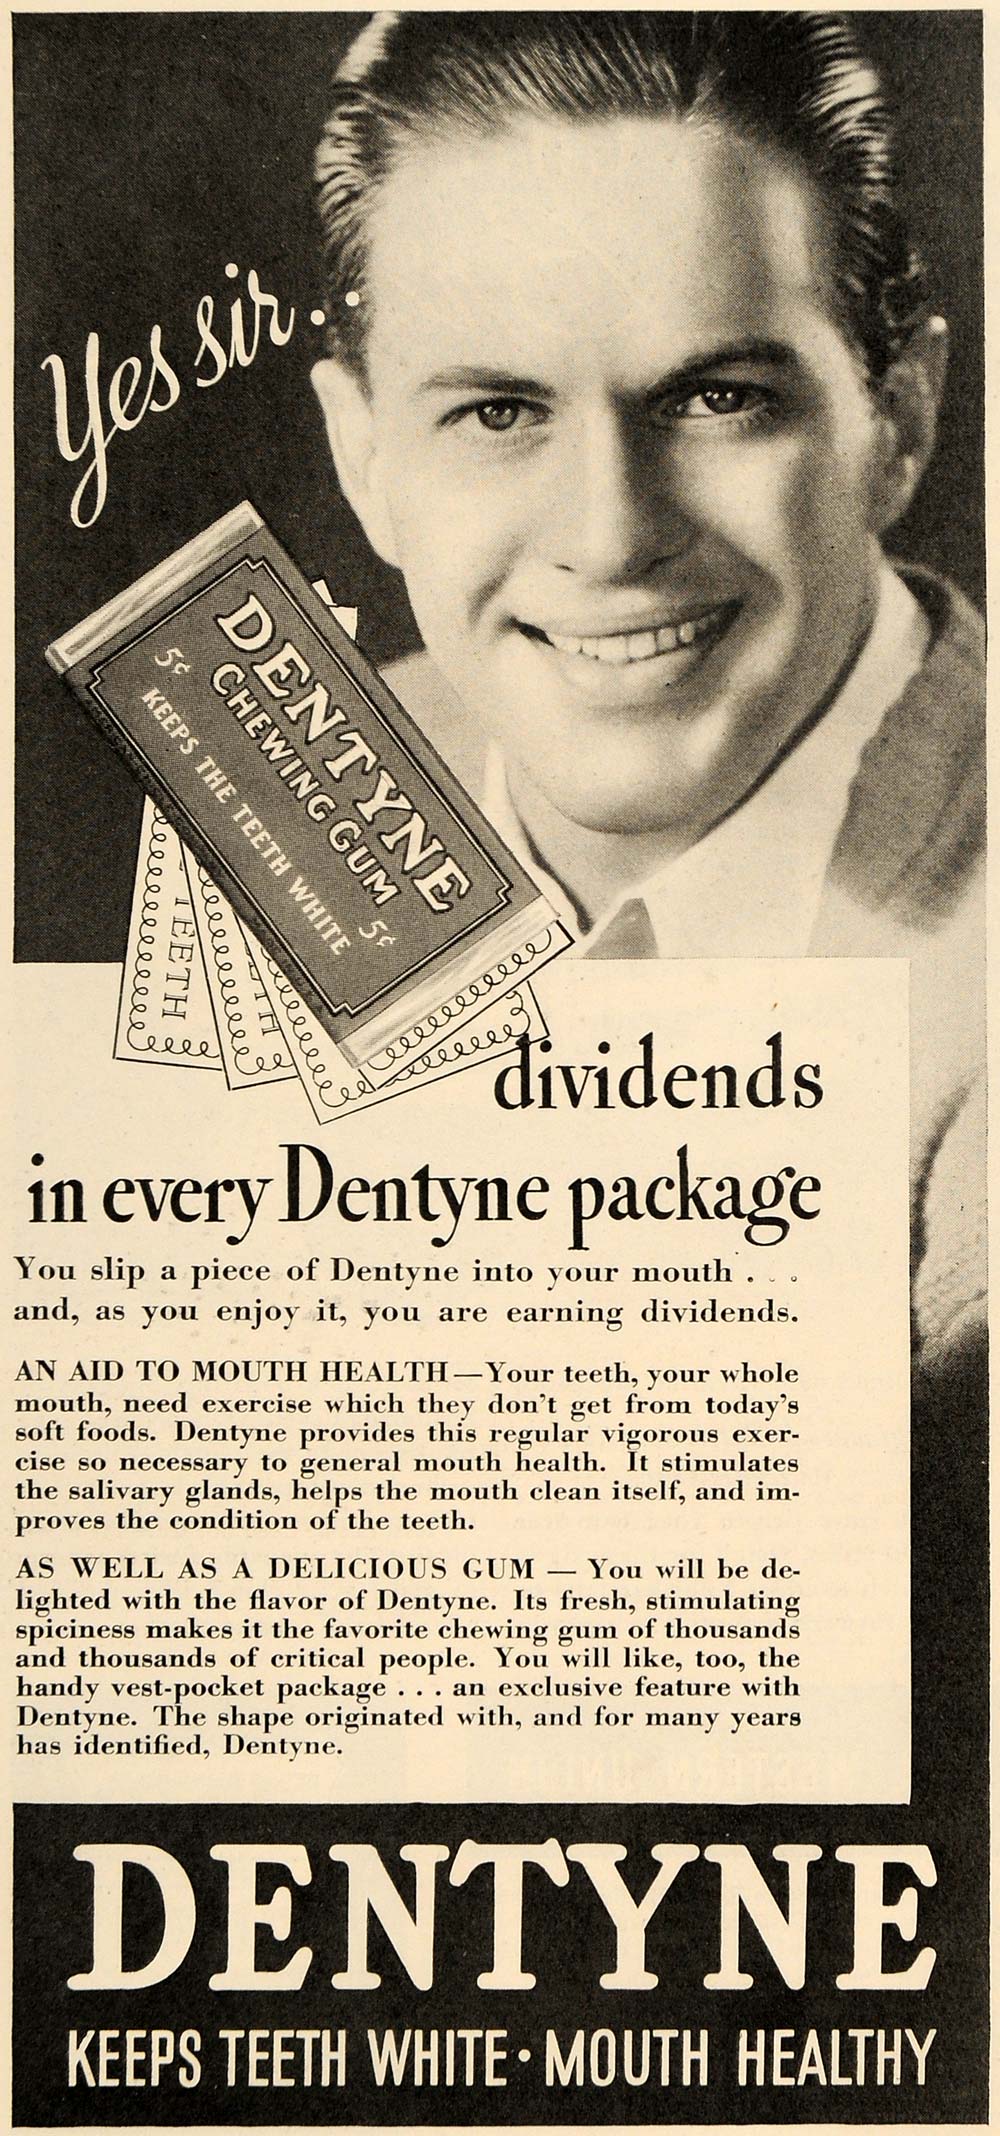 Yes sir..
DENTYNE
CHEWING GUM
5¢ 5¢
KEEPS THE TEETH WHITE
TEETH
dividends
in every Dentyne package
You slip a piece of Dentyne into your mouth . . .
and, as you enjoy it, you are earning dividends.
AN AID TO MOUTH HEALTH—Your teeth, your whole
mouth, need exercise which they don't get from today's
soft foods. Dentyne provides this regular vigorous exer-
cise so necessary to general mouth health. It stimulates
the salivary glands, helps the mouth clean itself, and im-
proves the condition of the teeth.
AS WELL AS A DELICIOUS GUM — You will be de-
lighted with the flavor of Dentyne. Its fresh, stimulating
spiciness makes it the favorite chewing gum of thousands
and thousands of critical people. You will like, too, the
handy vest-pocket package . . . an exclusive feature with
Dentyne. The shape originated with, and for many years
has identified, Dentyne.
DENTYNE
KEEPS TEETH WHITE · MOUTH HEALTHY